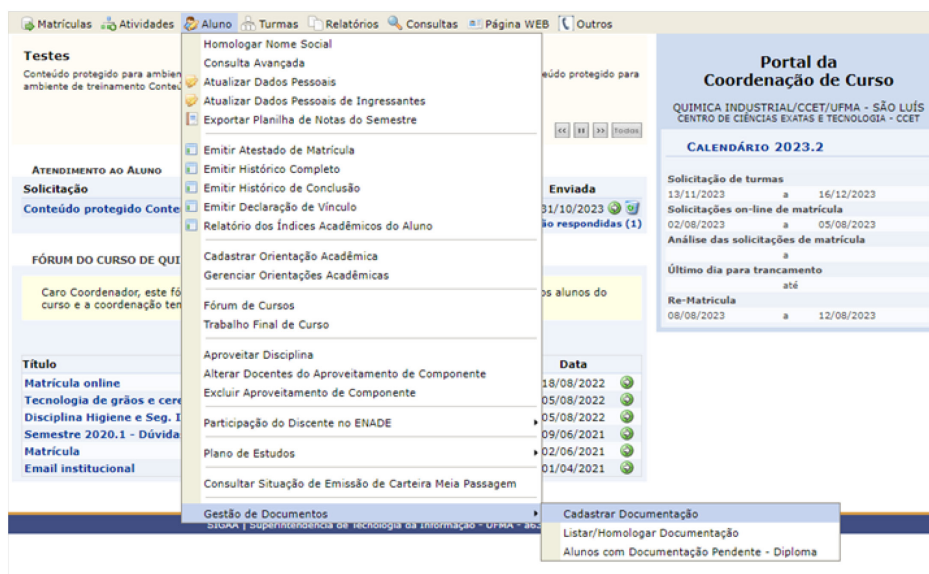 Matrículas Atividades Aluno Turmas Relatórios Consultas Página WEB Outros
Testes
Conteúdo protegido para ambien
ambiente de treinamento Conteú
eúdo protegido para
<< II >> Todas
ATENDIMENTO AO ALUNO
Solicitação Enviada
Conteúdo protegido Conte 31/10/2023
ão respondidas (1)
FÓRUM DO CURSO DE QUI
Caro Coordenador, este fó os alunos do
curso e a coordenação ten
Título Data
Matrícula online 18/08/2022
Tecnologia de grãos e cere 05/08/2022
Disciplina Higiene e Seg. I 05/08/2022
Semestre 2020.1 - Dúvida 09/06/2021
Matrícula 02/06/2021
Email institucional 01/04/2021
Homologar Nome Social
Consulta Avançada
Atualizar Dados Pessoais
Atualizar Dados Pessoais de Ingressantes
Exportar Planilha de Notas do Semestre
Emitir Atestado de Matrícula
Emitir Histórico Completo
Emitir Histórico de Conclusão
Emitir Declaração de Vínculo
Relatório dos Índices Acadêmicos do Aluno
Cadastrar Orientação Acadêmica
Gerenciar Orientações Acadêmicas
Fórum de Cursos
Trabalho Final de Curso
Aproveitar Disciplina
Alterar Docentes do Aproveitamento de Componente
Excluir Aproveitamento de Componente
Participação do Discente no ENADE
Plano de Estudos
Consultar Situação de Emissão de Carteira Meia Passagem
Gestão de Documentos
Cadastrar Documentação
Listar/Homologar Documentação
Alunos com Documentação Pendente - Diploma
SIGAA | Superintendência de Tecnologia da Informação - UFMA - a63
Portal da
Coordenação de Curso
QUIMICA INDUSTRIAL/CCET/UFMA - SÃO LUÍS
CENTRO DE CIÊNCIAS EXATAS E TECNOLOGIA - CCET
CALENDÁRIO 2023.2
Solicitação de turmas
13/11/2023 a 16/12/2023
Solicitações on-line de matrícula
02/08/2023 a 05/08/2023
Análise das solicitações de matrícula
a
Último dia para trancamento
até
Re-Matricula
08/08/2023 a 12/08/2023